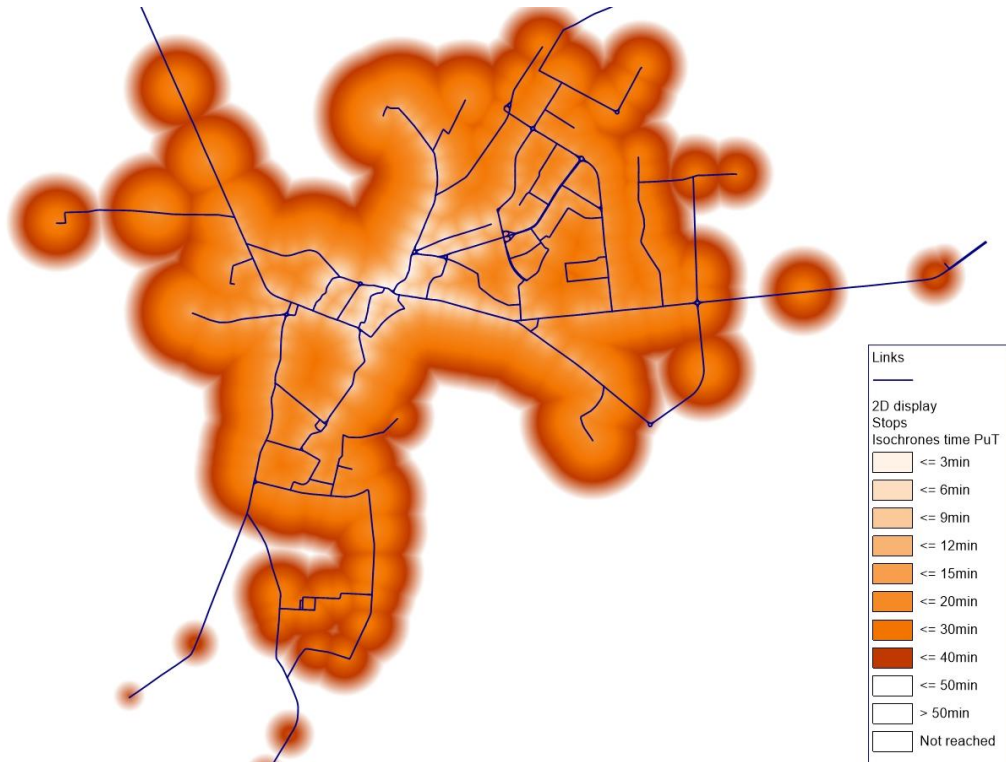 Links
2D display
Stops
Isochrones time PuT
<= 3min
<= 6min
<= 9min
<= 12min
<= 15min
<= 20min
<= 30min
<= 40min
<= 50min
> 50min
Not reached